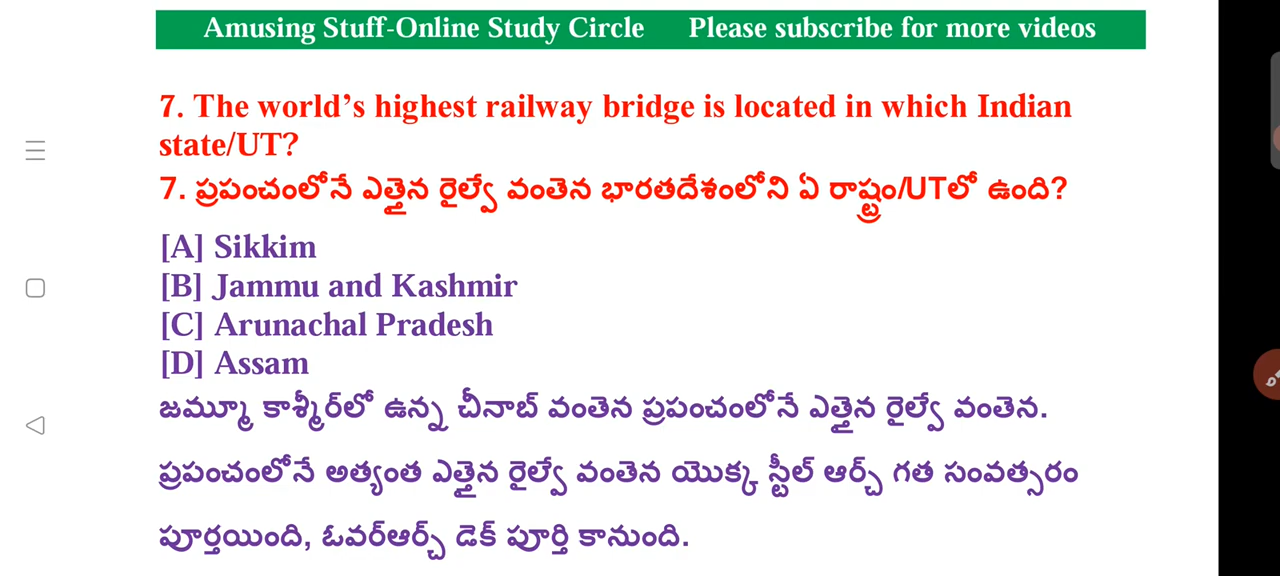 Amusing Stuff-Online Study Circle Please subscribe for more videos
7. The world's highest railway bridge is located in which Indian
state/UT?
7. ప్రపంచంలోనే ఎత్తైన రైల్వే వంతెన భారతదేశంలోని ఏ రాష్ట్రం/UTలో ఉంది?
[A] Sikkim
[B] Jammu and Kashmir
[C] Arunachal Pradesh
[D] Assam
జమ్మూ కాశ్మీర్‌లో ఉన్న చీనాబ్ వంతెన ప్రపంచంలోనే ఎత్తైన రైల్వే వంతెన.
ప్రపంచంలోనే అత్యంత ఎత్తైన రైల్వే వంతెన యొక్క స్టీల్ ఆర్చ్ గత సంవత్సరం
పూర్తయింది, ఓవర్ఆర్చ్ డెక్ పూర్తి కానుంది.